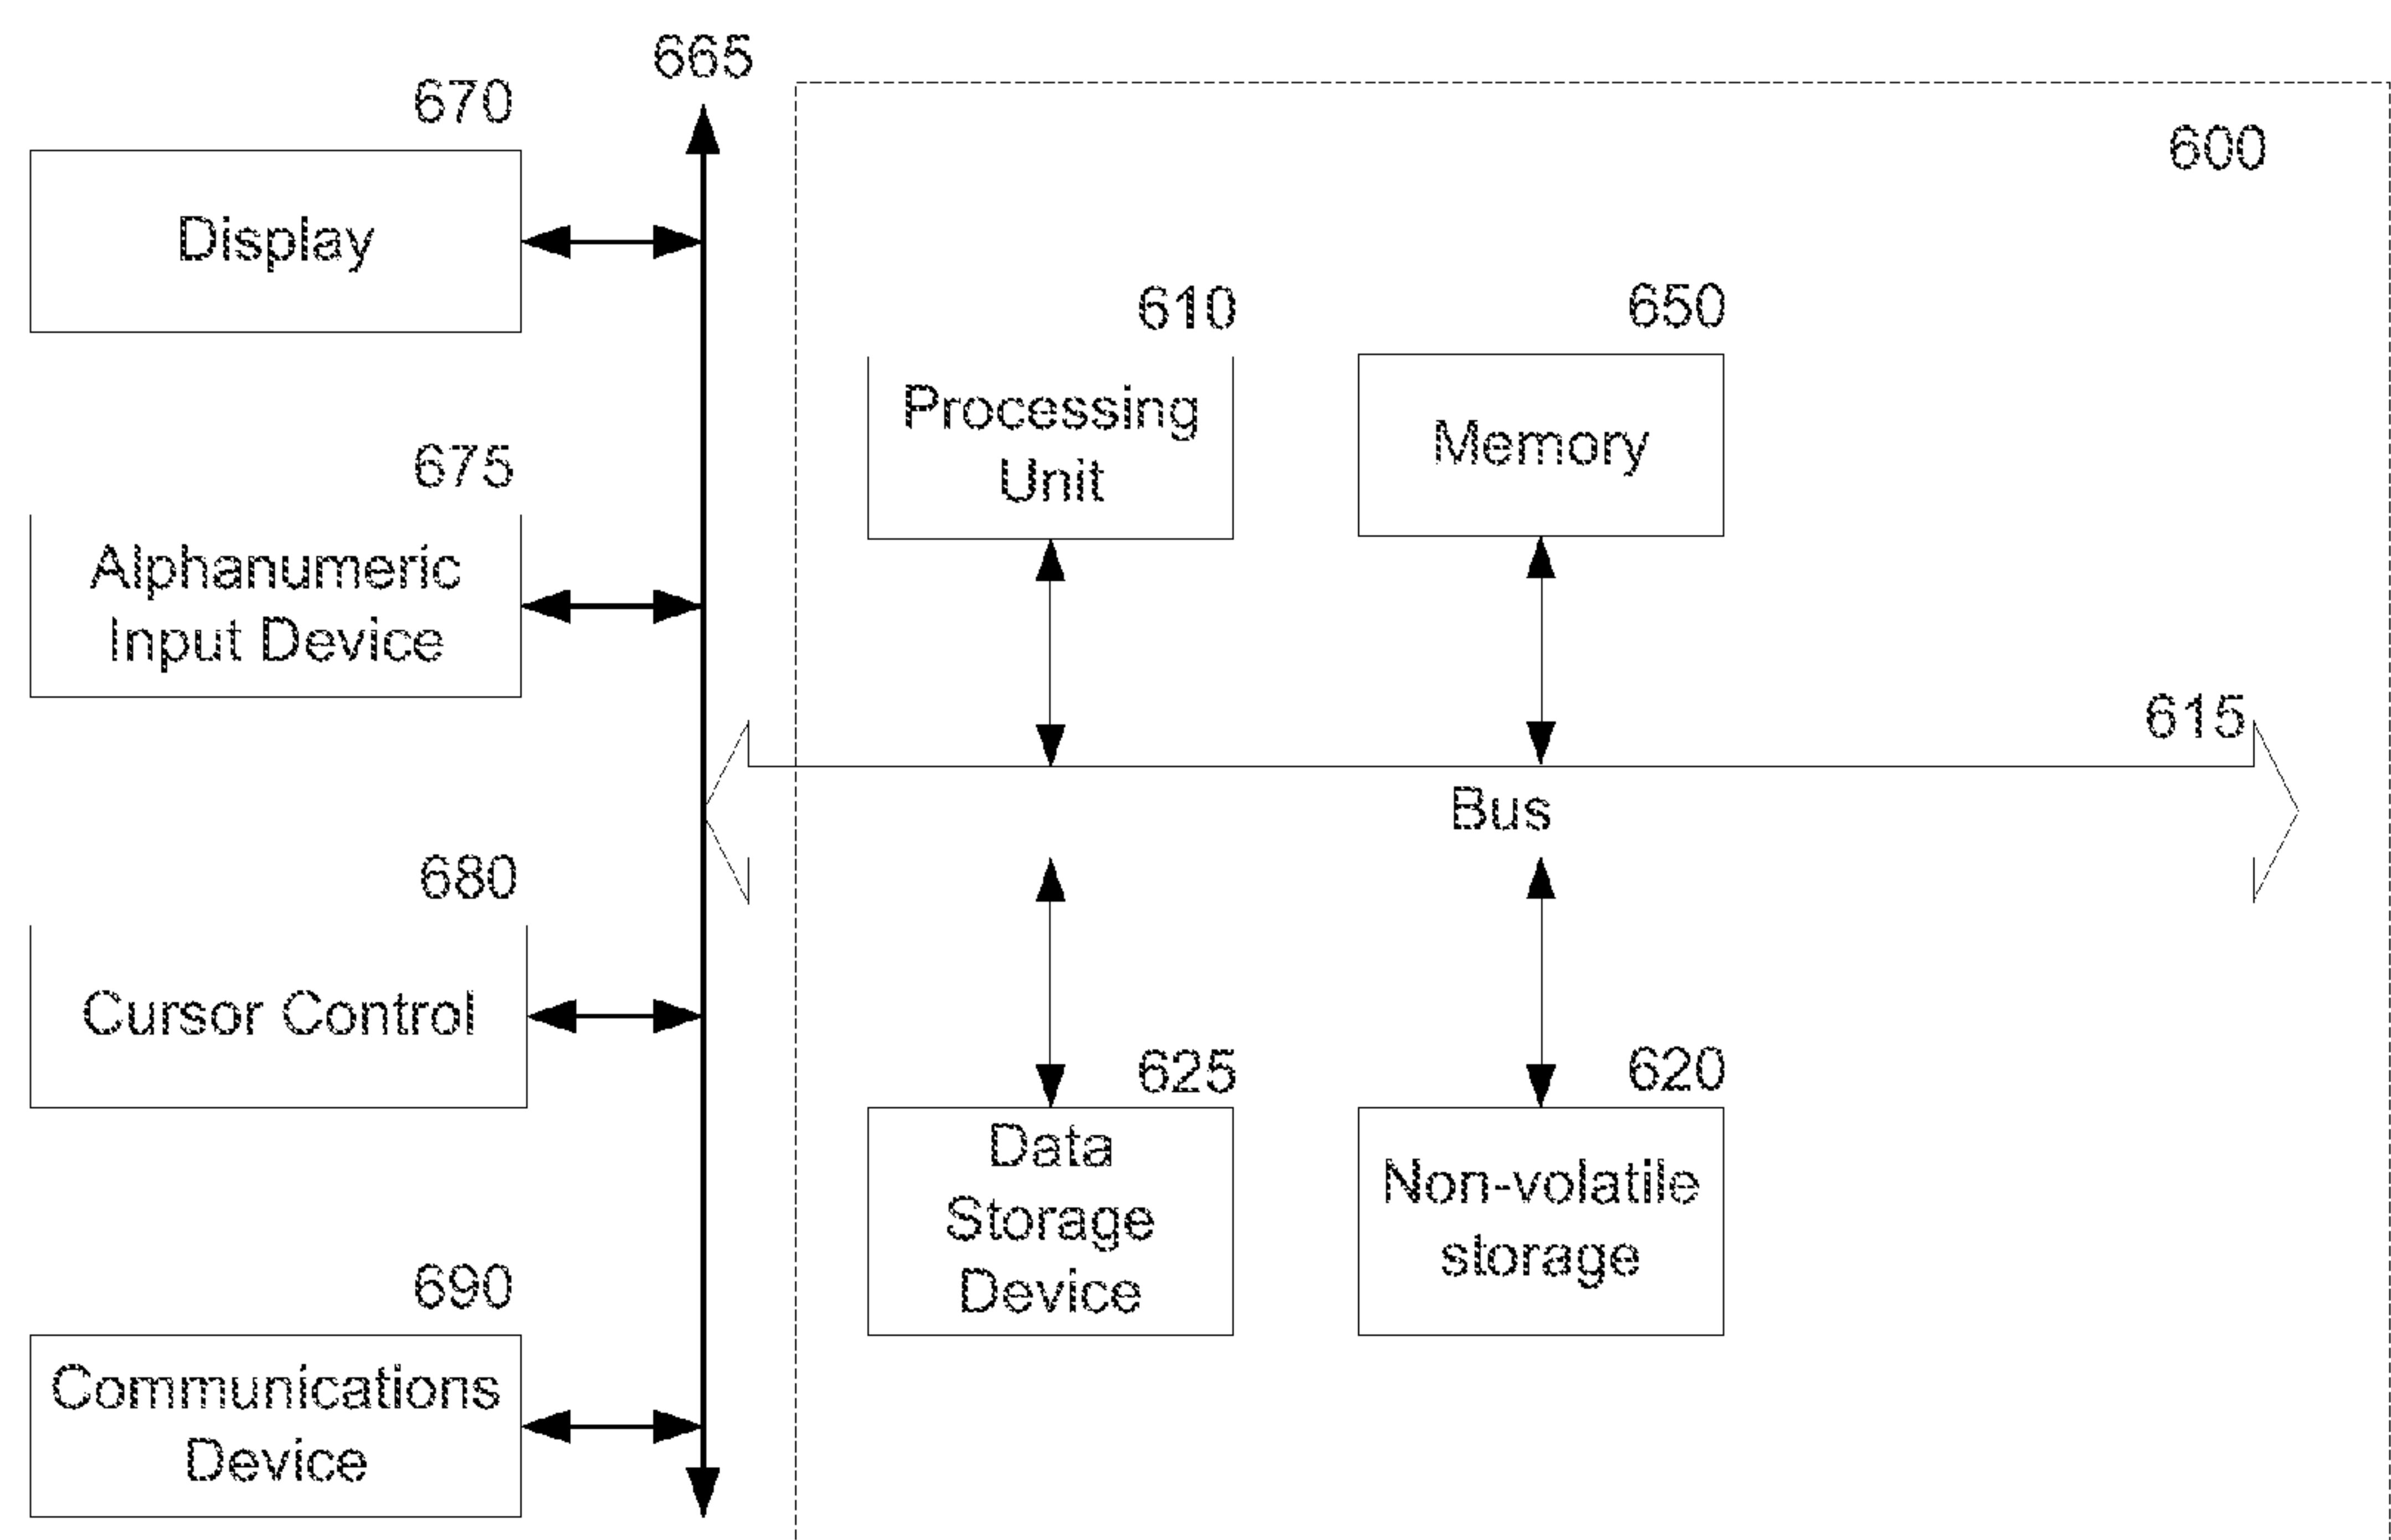 665
670
600
Display
610
650
Processing
Unit
Memory
675
Alphanumeric
Input Device
615
Bus
680
Cursor Control
625
620
Data
Storage
Device
Non-volatile
storage
690
Communications
Device